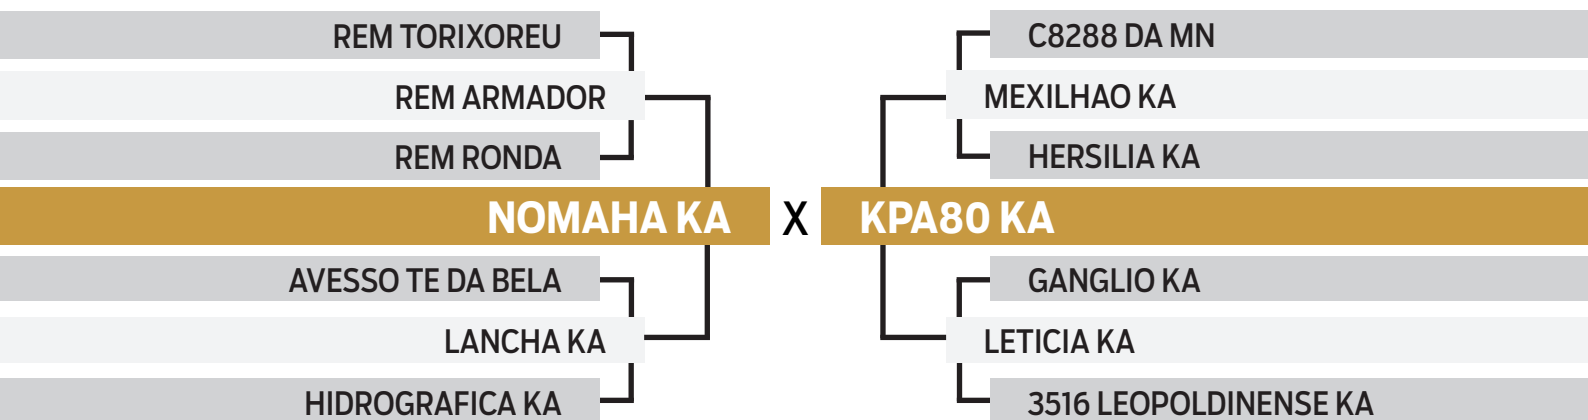 REM TORIXOREU
REM ARMADOR
REM RONDA
NOMAHA KA X KPA80 KA
AVESSO TE DA BELA
LANCHA KA
HIDROGRAFICA KA
C8288 DA MN
MEXILHAO KA
HERSILIA KA
GANGLIO KA
LETICIA KA
3516 LEOPOLDINENSE KA